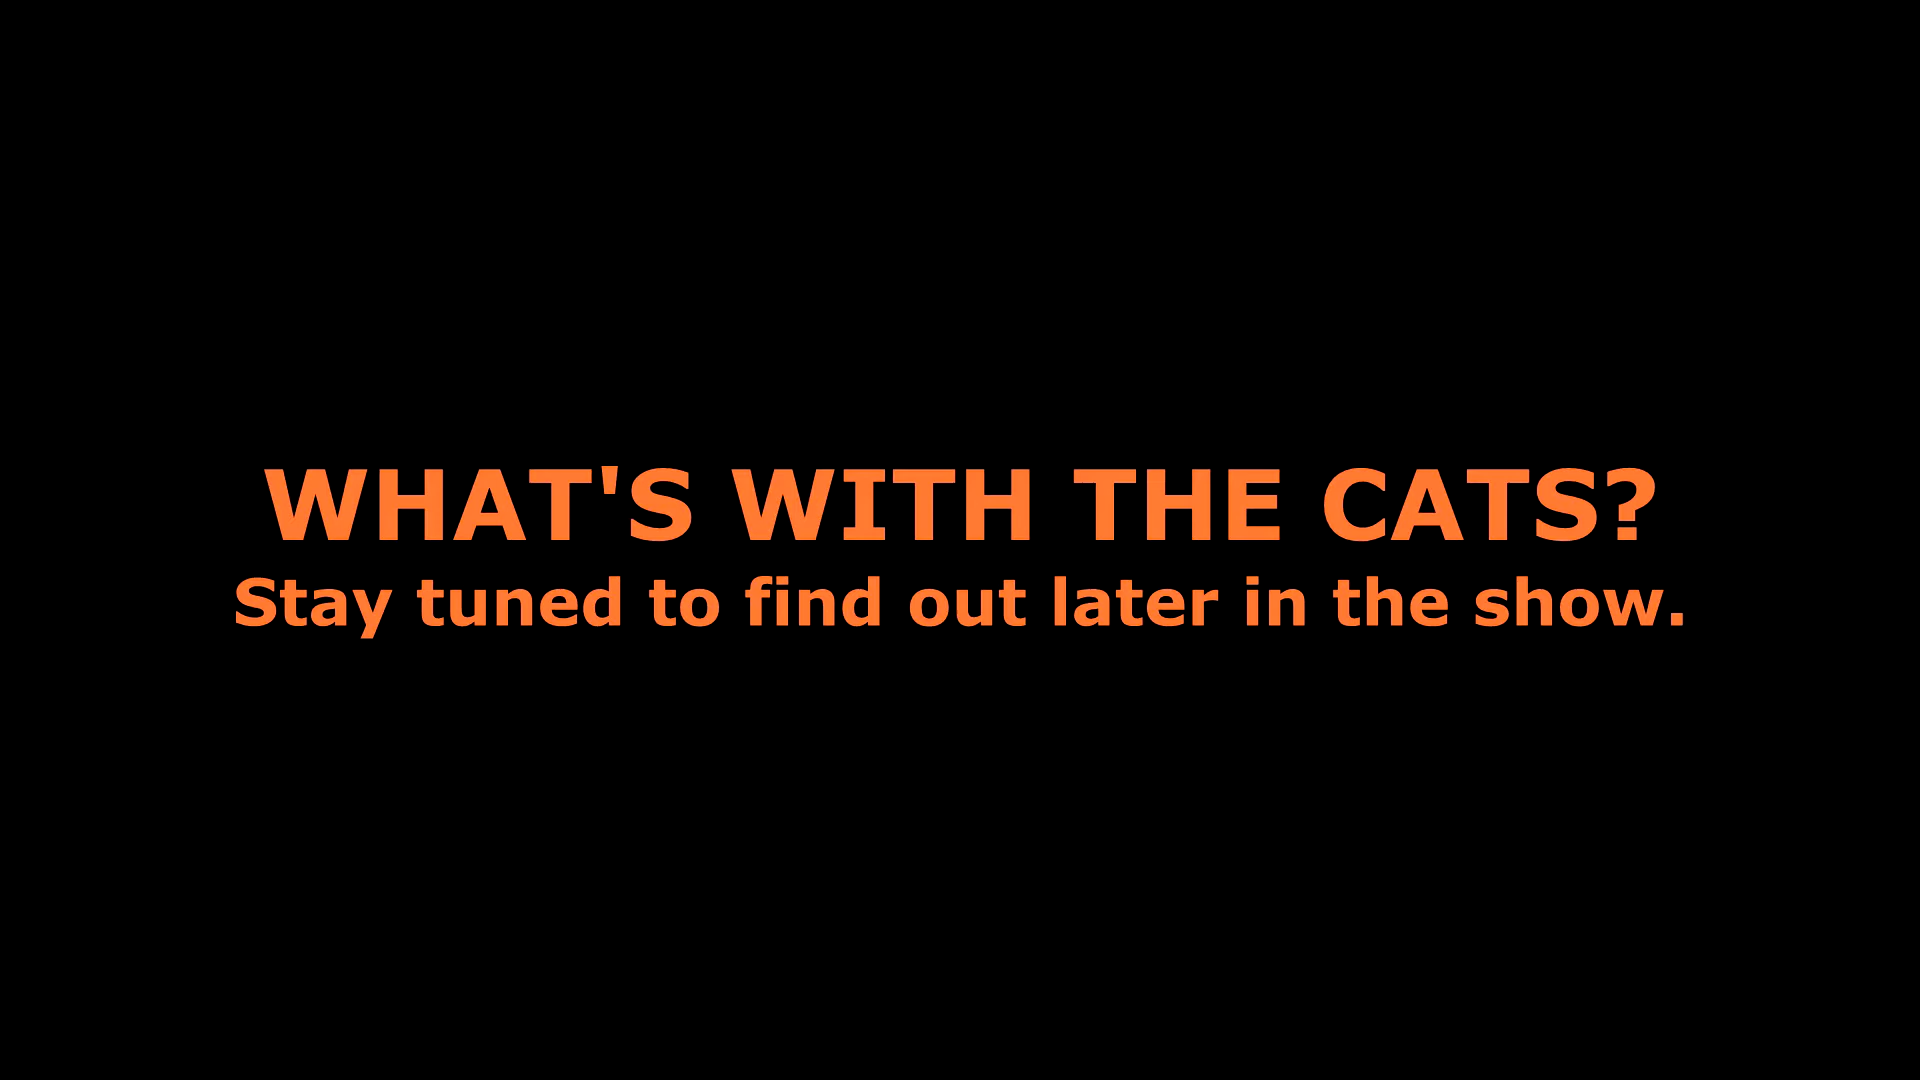 WHAT'S WITH THE CATS?
Stay tuned to find out later in the show.